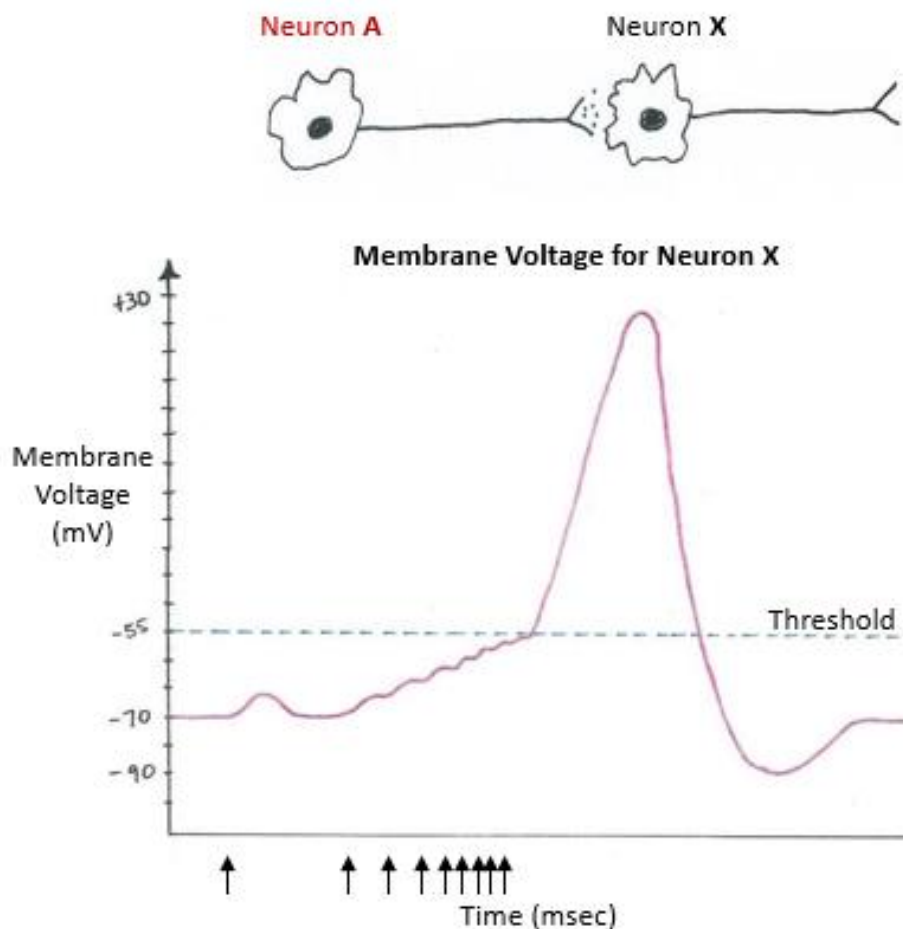 Neuron A
Neuron X
Membrane Voltage for Neuron X
+30
Membrane
Voltage
(mV)
-55
Threshold
-70
-90
Time (msec)